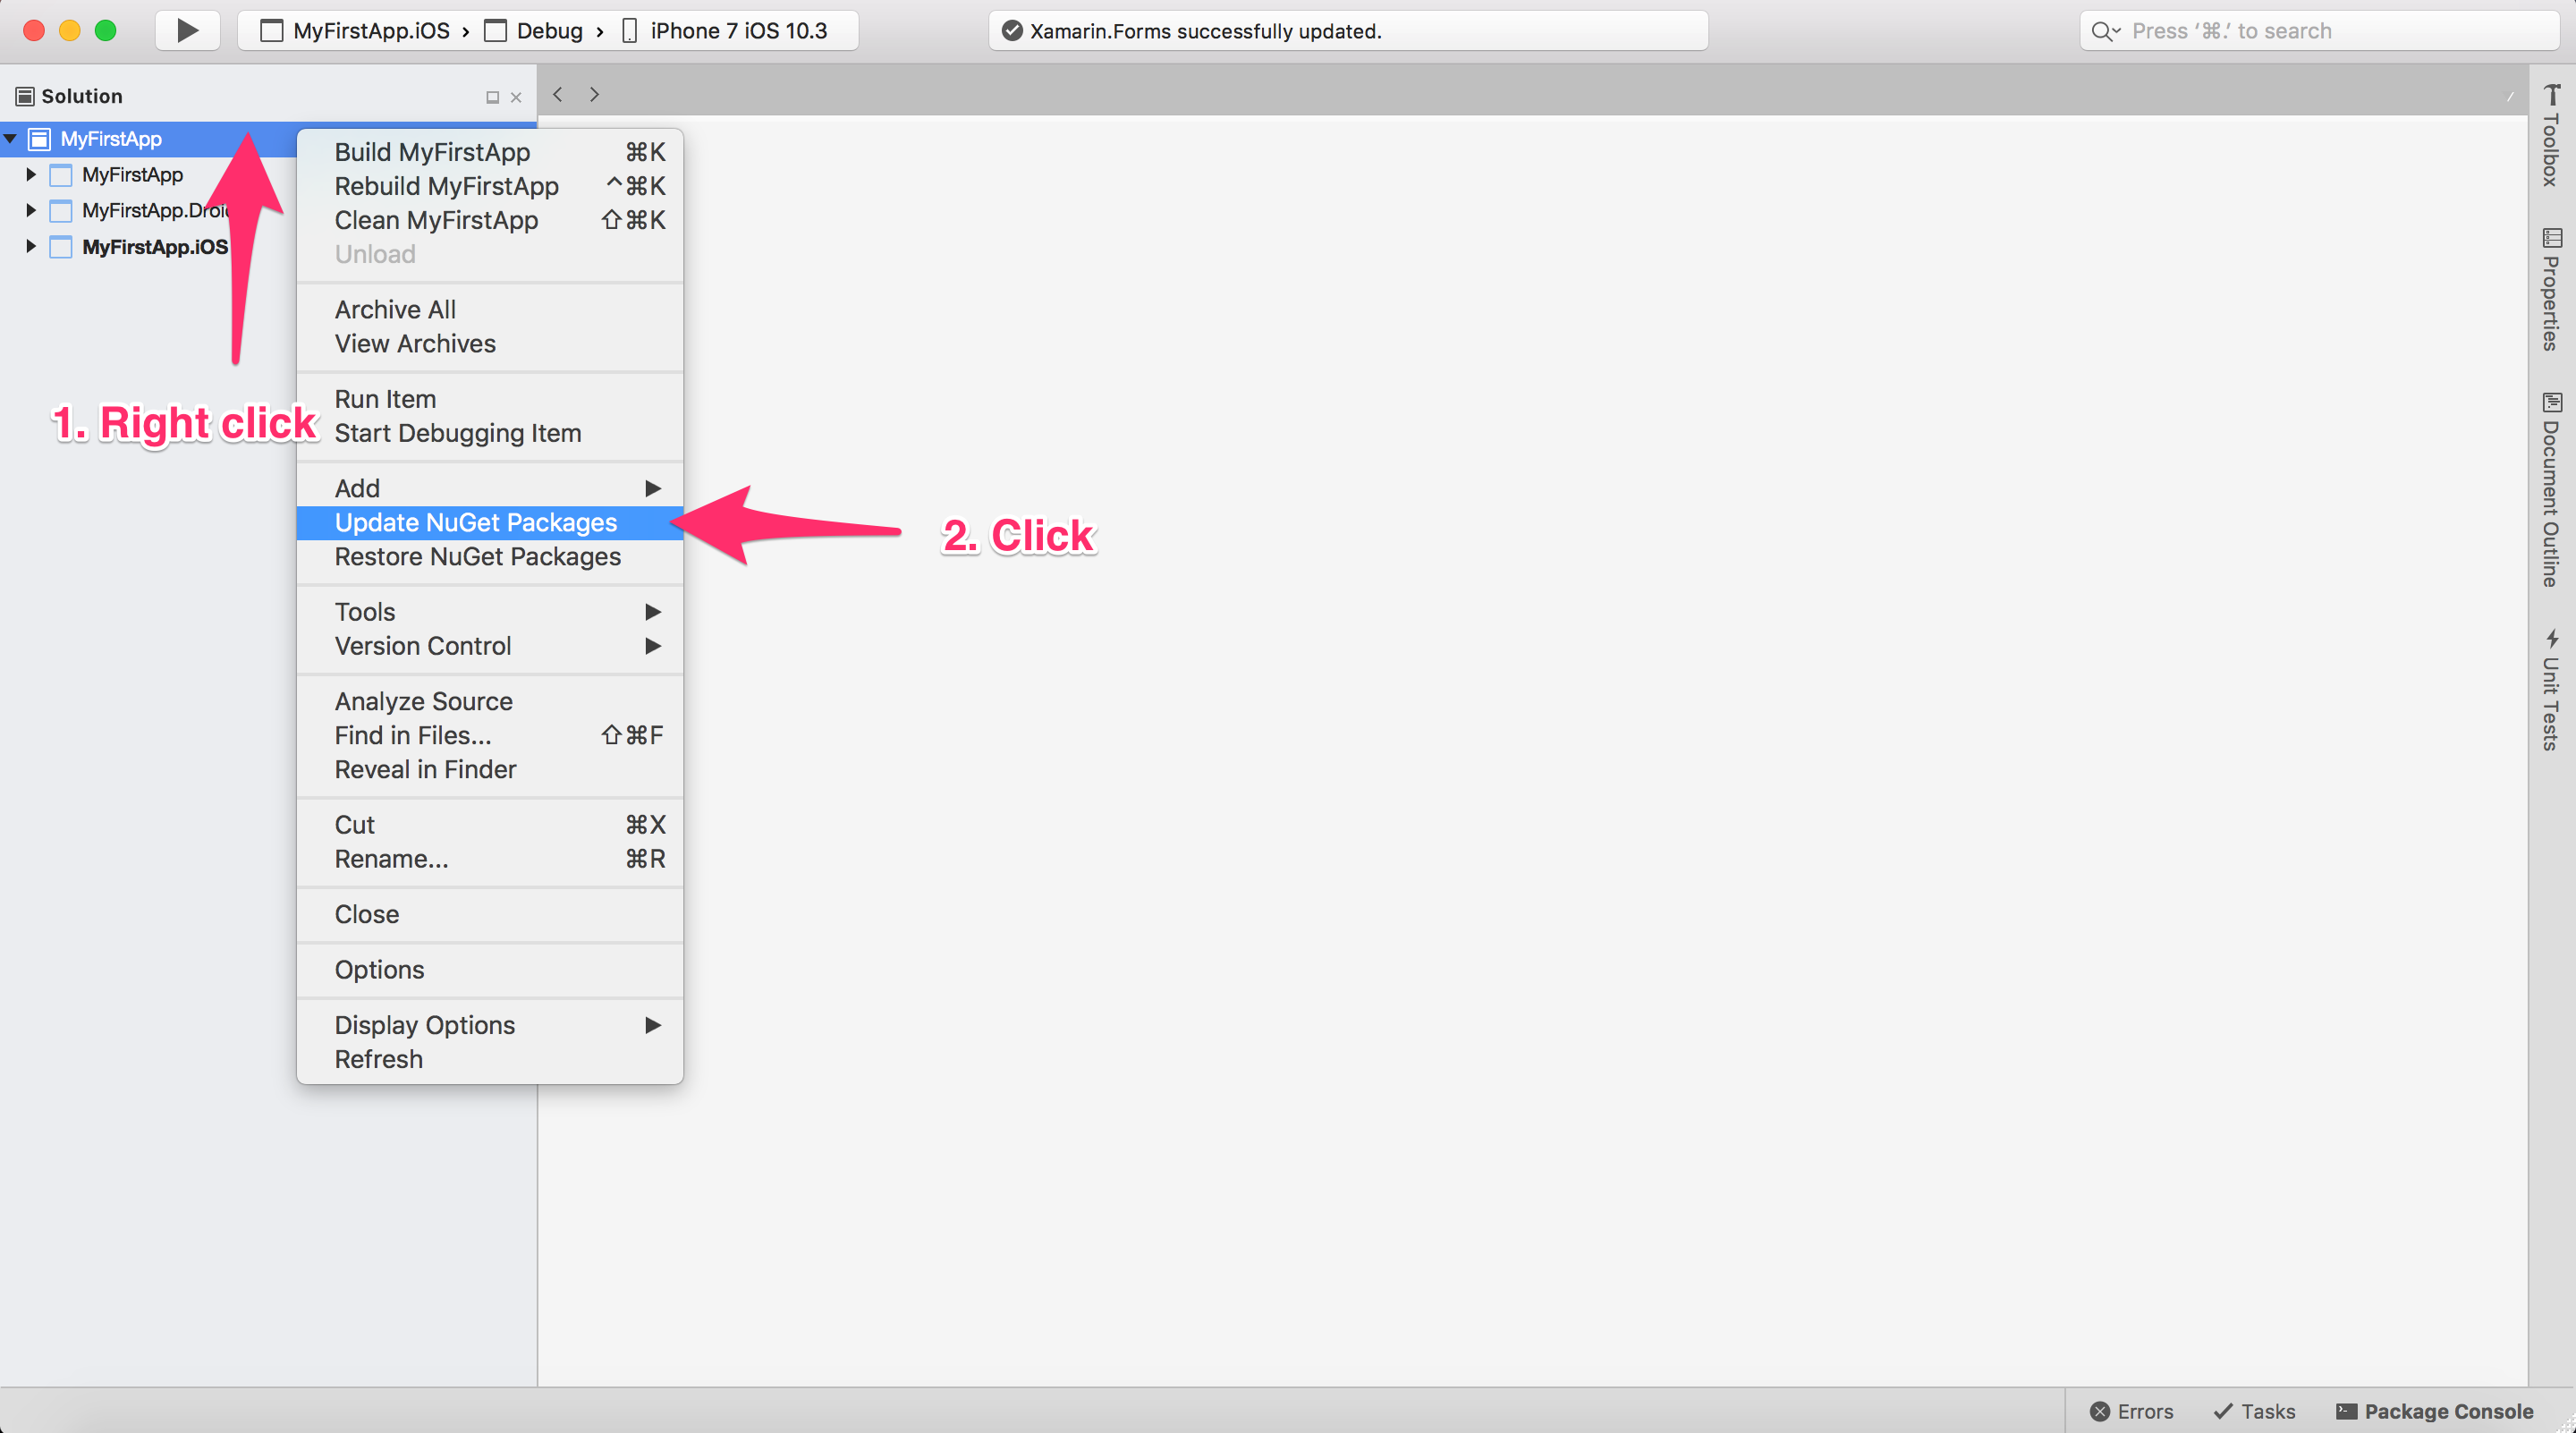 MyFirstApp.iOS › Debug › iPhone 7 iOS 10.3
Xamarin.Forms successfully updated.
Press ‘⌘.’ to search
Solution
MyFirstApp
MyFirstApp
MyFirstApp.Droi
MyFirstApp.iOS
1. Right click
Build MyFirstApp ⌘K
Rebuild MyFirstApp ^⌘K
Clean MyFirstApp ⇧⌘K
Unload
Archive All
View Archives
Run Item
Start Debugging Item
Add
Update NuGet Packages
Restore NuGet Packages
Tools
Version Control
Analyze Source
Find in Files... ⇧⌘F
Reveal in Finder
Cut ⌘X
Rename... ⌘R
Close
Options
Display Options
Refresh
2. Click
Toolbox
Properties
Document Outline
Unit Tests
Errors
Tasks
Package Console